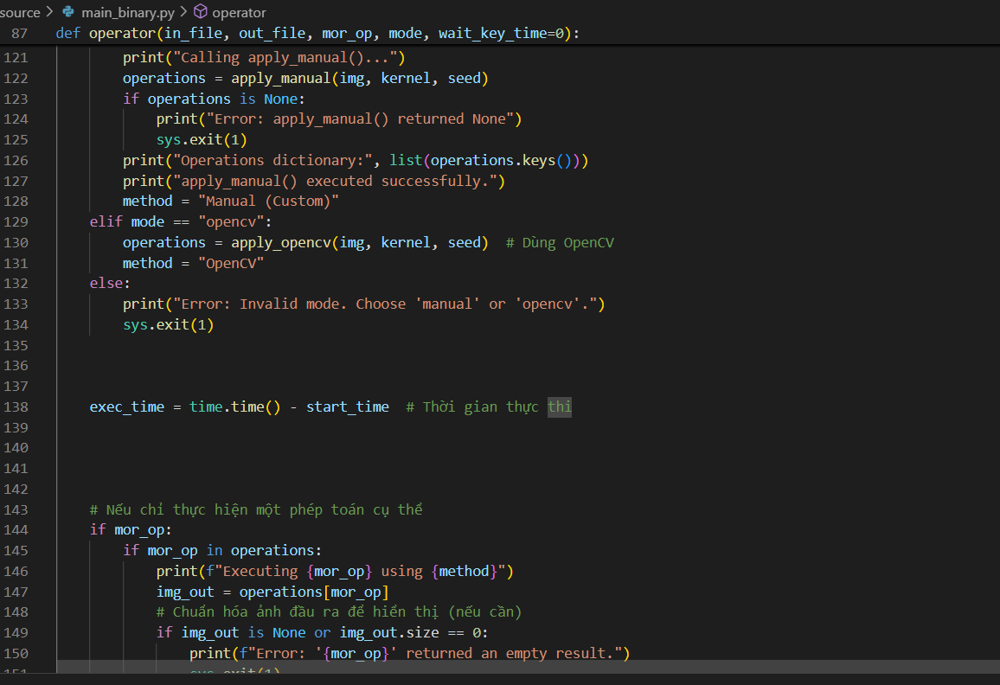 source > main_binary.py > operator
87 def operator(in_file, out_file, mor_op, mode, wait_key_time=0):
121 print("Calling apply_manual()...")
122 operations = apply_manual(img, kernel, seed)
123 if operations is None:
124 print("Error: apply_manual() returned None")
125 sys.exit(1)
126 print("Operations dictionary:", list(operations.keys()))
127 print("apply_manual() executed successfully.")
128 method = "Manual (Custom)"
129 elif mode == "opencv":
130 operations = apply_opencv(img, kernel, seed)  # Dùng OpenCV
131 method = "OpenCV"
132 else:
133 print("Error: Invalid mode. Choose 'manual' or 'opencv'.")
134 sys.exit(1)
135
136
137
138 exec_time = time.time() - start_time  # Thời gian thực thi
139
140
141
142
143 # Nếu chỉ thực hiện một phép toán cụ thể
144 if mor_op:
145 if mor_op in operations:
146 print(f"Executing {mor_op} using {method}")
147 img_out = operations[mor_op]
148 # Chuẩn hóa ảnh đầu ra để hiển thị (nếu cần)
149 if img_out is None or img_out.size == 0:
150 print(f"Error: '{mor_op}' returned an empty result.")
151 sys.exit(1)